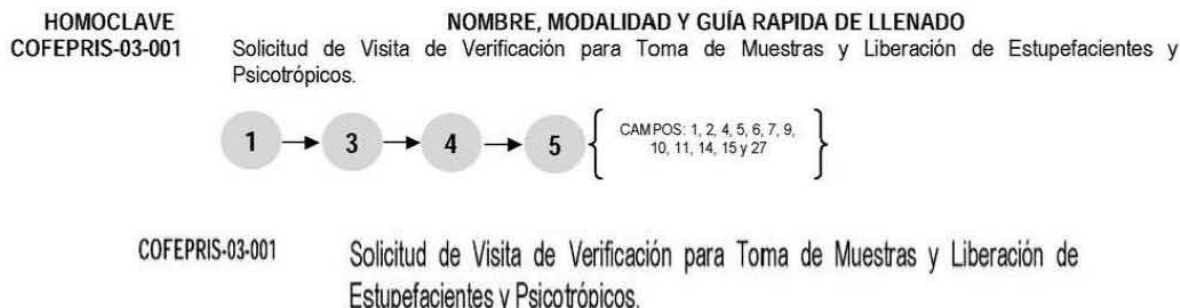 HOMOCLAVE NOMBRE, MODALIDAD Y GUÍA RAPIDA DE LLENADO
COFEPRIS-03-001 Solicitud de Visita de Verificación para Toma de Muestras y Liberación de Estupefacientes y
Psicotrópicos.
1 3 4 5 CAMPOS: 1, 2, 4, 5, 6, 7, 9,
10, 11, 14, 15 y 27
COFEPRIS-03-001 Solicitud de Visita de Verificación para Toma de Muestras y Liberación de
Estupefacientes y Psicotrópicos.